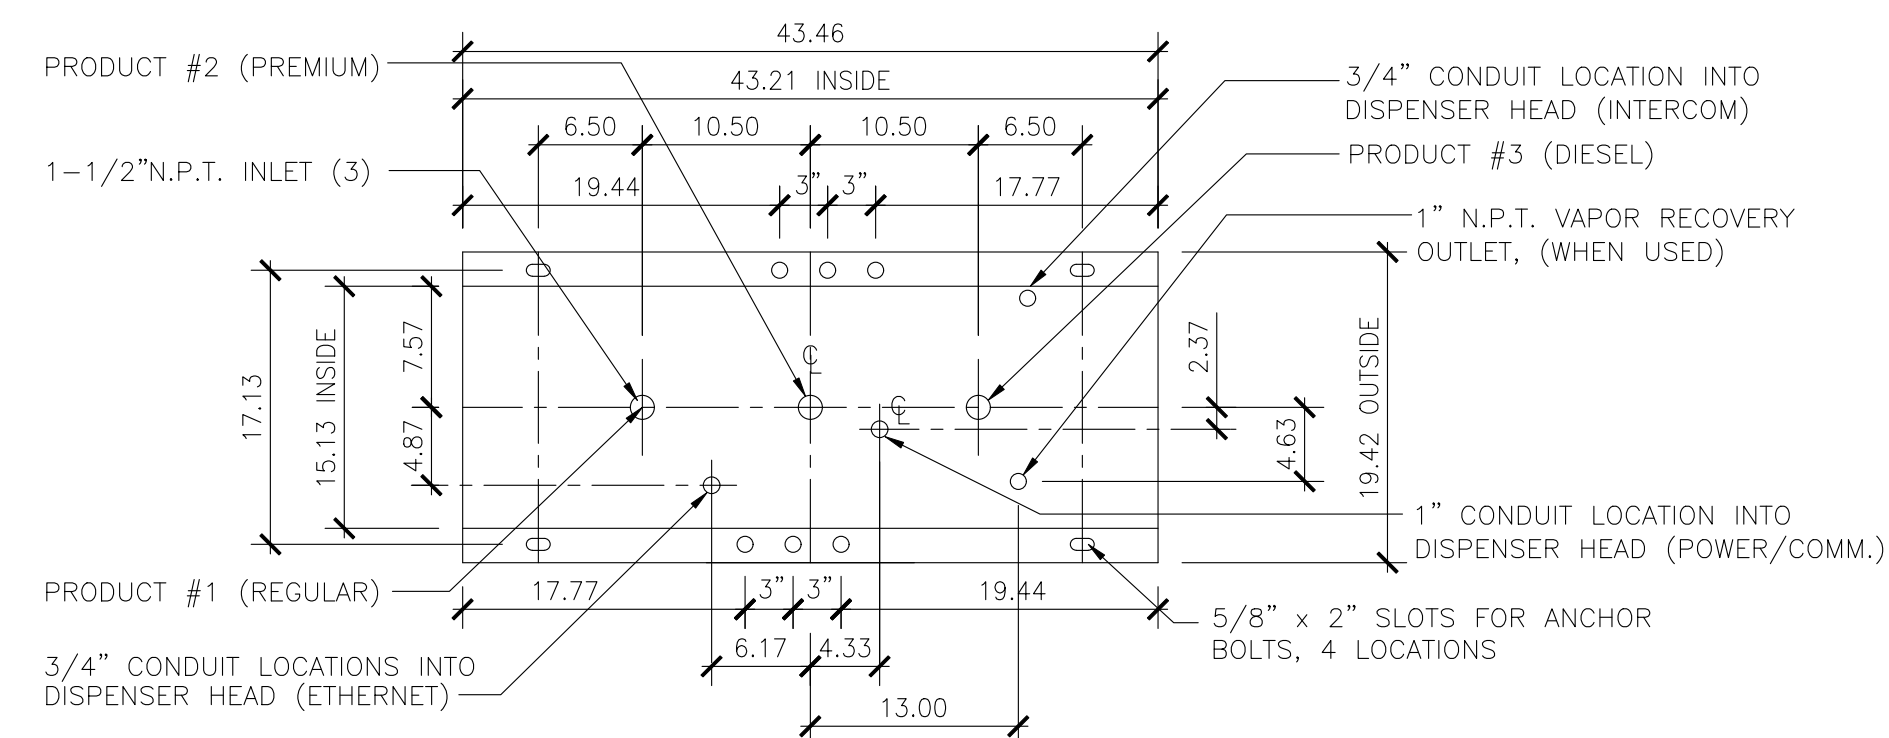 43.46
PRODUCT #2 (PREMIUM)
43.21 INSIDE
3/4” CONDUIT LOCATION INTO
DISPENSER HEAD (INTERCOM)
6.50
10.50
10.50
6.50
PRODUCT #3 (DIESEL)
1-1/2”N.P.T. INLET (3)
19.44
3”
3”
17.77
1” N.P.T. VAPOR RECOVERY
OUTLET, (WHEN USED)
17.13
15.13 INSIDE
7.57
4.87
℄
℄
2.37
4.63
19.42 OUTSIDE
1” CONDUIT LOCATION INTO
DISPENSER HEAD (POWER/COMM.)
PRODUCT #1 (REGULAR)
17.77
3”
3”
19.44
5/8” x 2” SLOTS FOR ANCHOR
BOLTS, 4 LOCATIONS
6.17
4.33
3/4” CONDUIT LOCATIONS INTO
DISPENSER HEAD (ETHERNET)
13.00